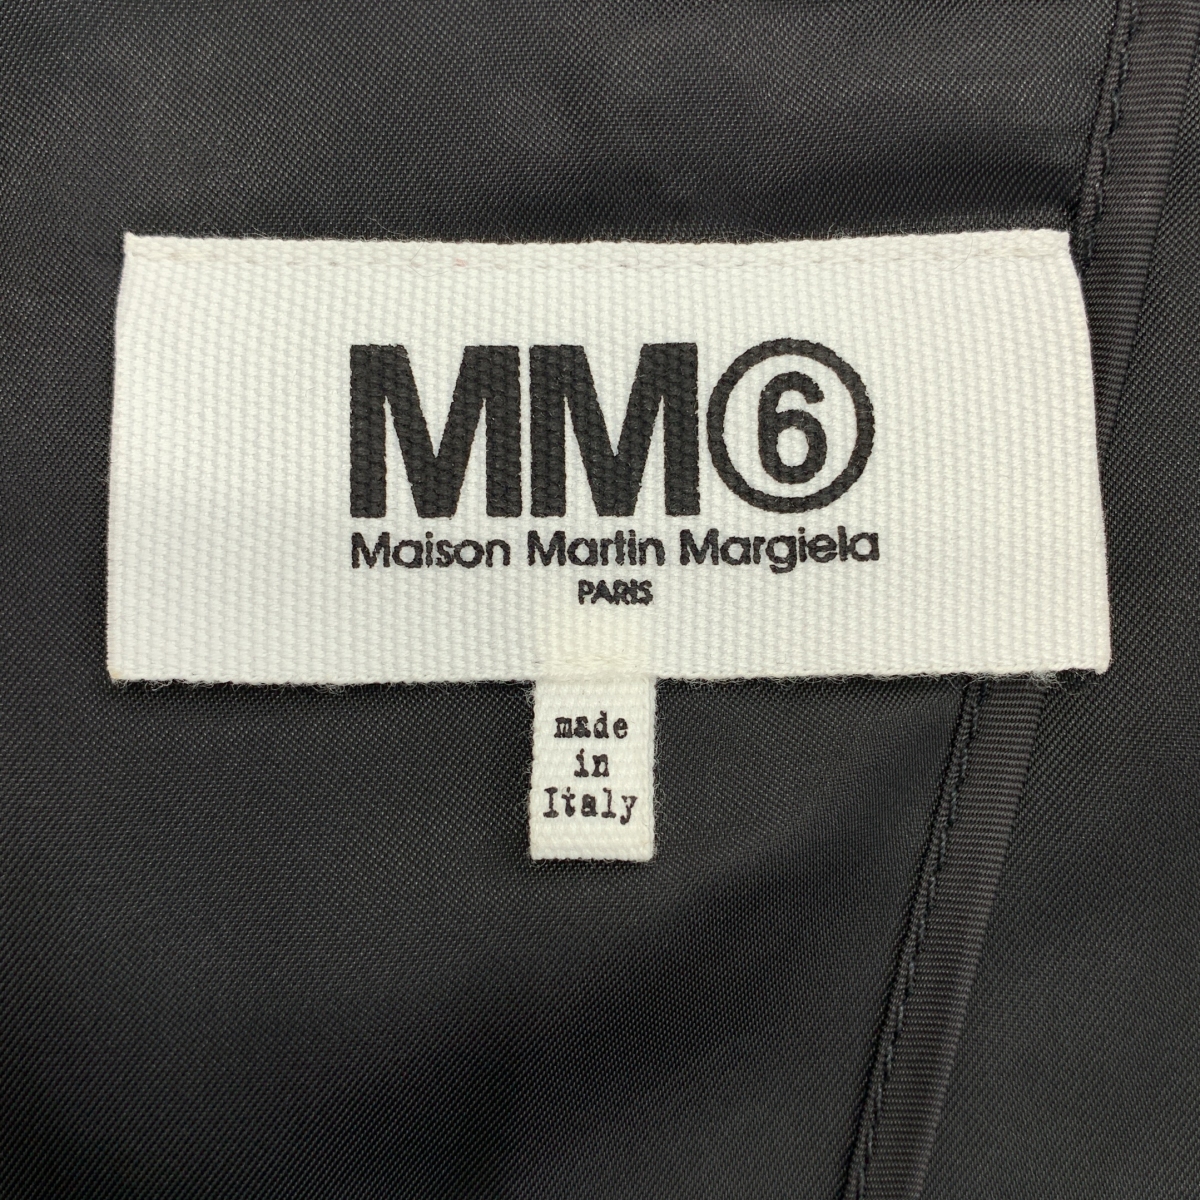 MM⑥
Maison Martin Margiela
PARIS
made
in
Italy